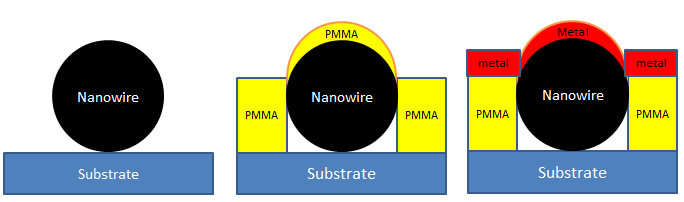 Nanowire
Substrate
PMMA
Nanowire
PMMA
PMMA
Substrate
Metal
metal
metal
Nanowire
PMMA
PMMA
Substrate